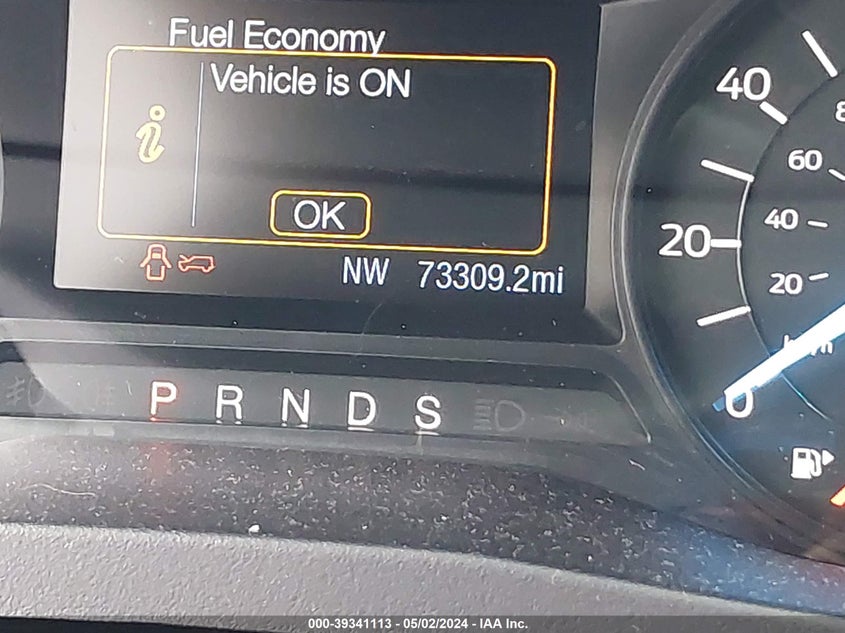 Fuel Economy
Vehicle is ON
i
OK
NW 73309.2mi
P R N D S
40
20
0
60
40
20
000-39341113 - 05/02/2024 - IAA Inc.